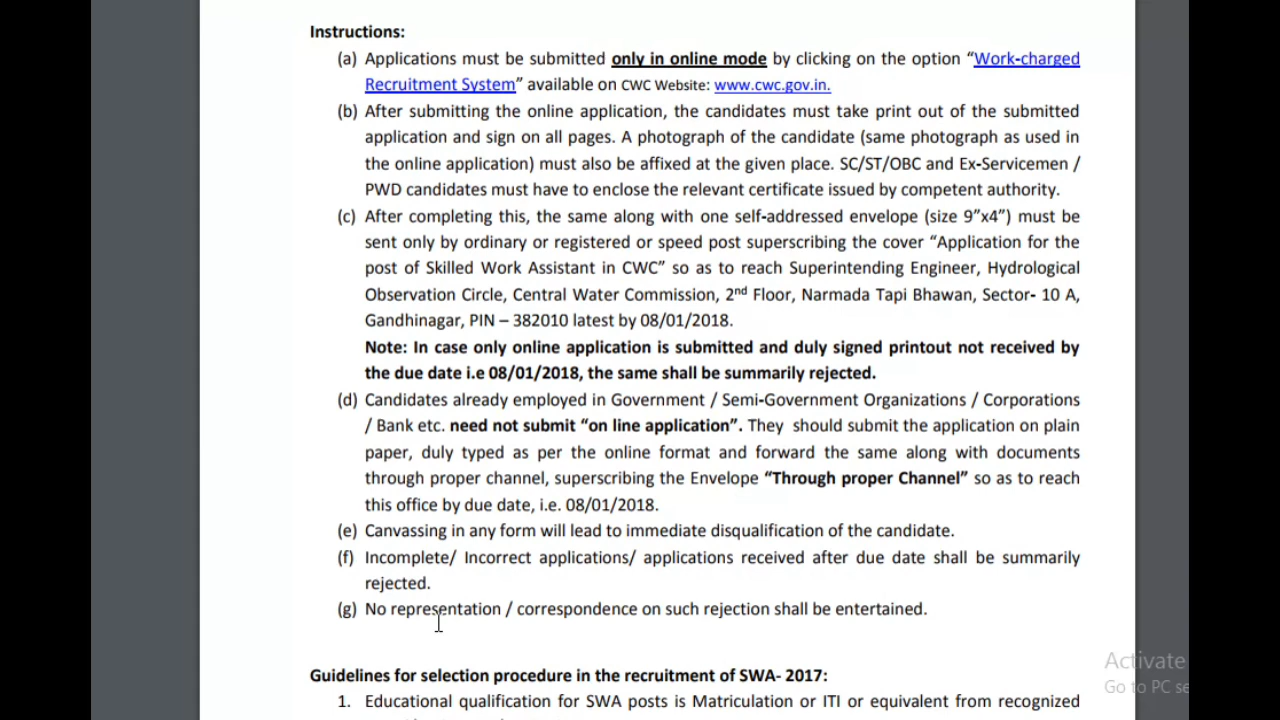 Instructions:
(a) Applications must be submitted only in online mode by clicking on the option “Work-charged
Recruitment System” available on CWC Website: www.cwc.gov.in.
(b) After submitting the online application, the candidates must take print out of the submitted
application and sign on all pages. A photograph of the candidate (same photograph as used in
the online application) must also be affixed at the given place. SC/ST/OBC and Ex-Servicemen /
PWD candidates must have to enclose the relevant certificate issued by competent authority.
(c) After completing this, the same along with one self-addressed envelope (size 9”x4”) must be
sent only by ordinary or registered or speed post superscribing the cover “Application for the
post of Skilled Work Assistant in CWC” so as to reach Superintending Engineer, Hydrological
Observation Circle, Central Water Commission, 2nd Floor, Narmada Tapi Bhawan, Sector- 10 A,
Gandhinagar, PIN – 382010 latest by 08/01/2018.
Note: In case only online application is submitted and duly signed printout not received by
the due date i.e 08/01/2018, the same shall be summarily rejected.
(d) Candidates already employed in Government / Semi-Government Organizations / Corporations
/ Bank etc. need not submit “on line application”. They should submit the application on plain
paper, duly typed as per the online format and forward the same along with documents
through proper channel, superscribing the Envelope “Through proper Channel” so as to reach
this office by due date, i.e. 08/01/2018.
(e) Canvassing in any form will lead to immediate disqualification of the candidate.
(f) Incomplete/ Incorrect applications/ applications received after due date shall be summarily
rejected.
(g) No representation / correspondence on such rejection shall be entertained.
Guidelines for selection procedure in the recruitment of SWA- 2017:
1. Educational qualification for SWA posts is Matriculation or ITI or equivalent from recognized
Activate
Go to PC se